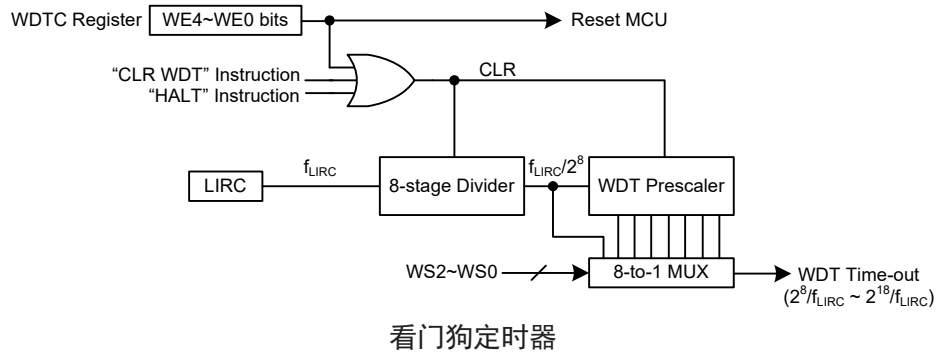 WDTC Register WE4~WE0 bits Reset MCU
“CLR WDT” Instruction
“HALT” Instruction
CLR
LIRC
fLIRC
8-stage Divider
fLIRC/2⁸
WDT Prescaler
WS2~WS0
8-to-1 MUX
WDT Time-out
(2⁸/fLIRC ~ 2¹⁸/fLIRC)
看门狗定时器